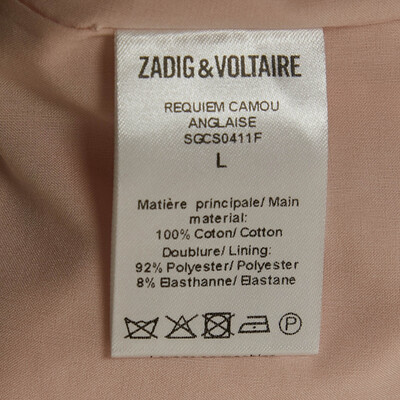 ZADIG & VOLTAIRE
REQUIEM CAMOU
ANGLAISE
SGCS0411F
L
Matière principale/ Main
material:
100% Coton/ Cotton
Doublure/ Lining:
92% Polyester/ Polyester
8% Elasthanne/ Elastane
P